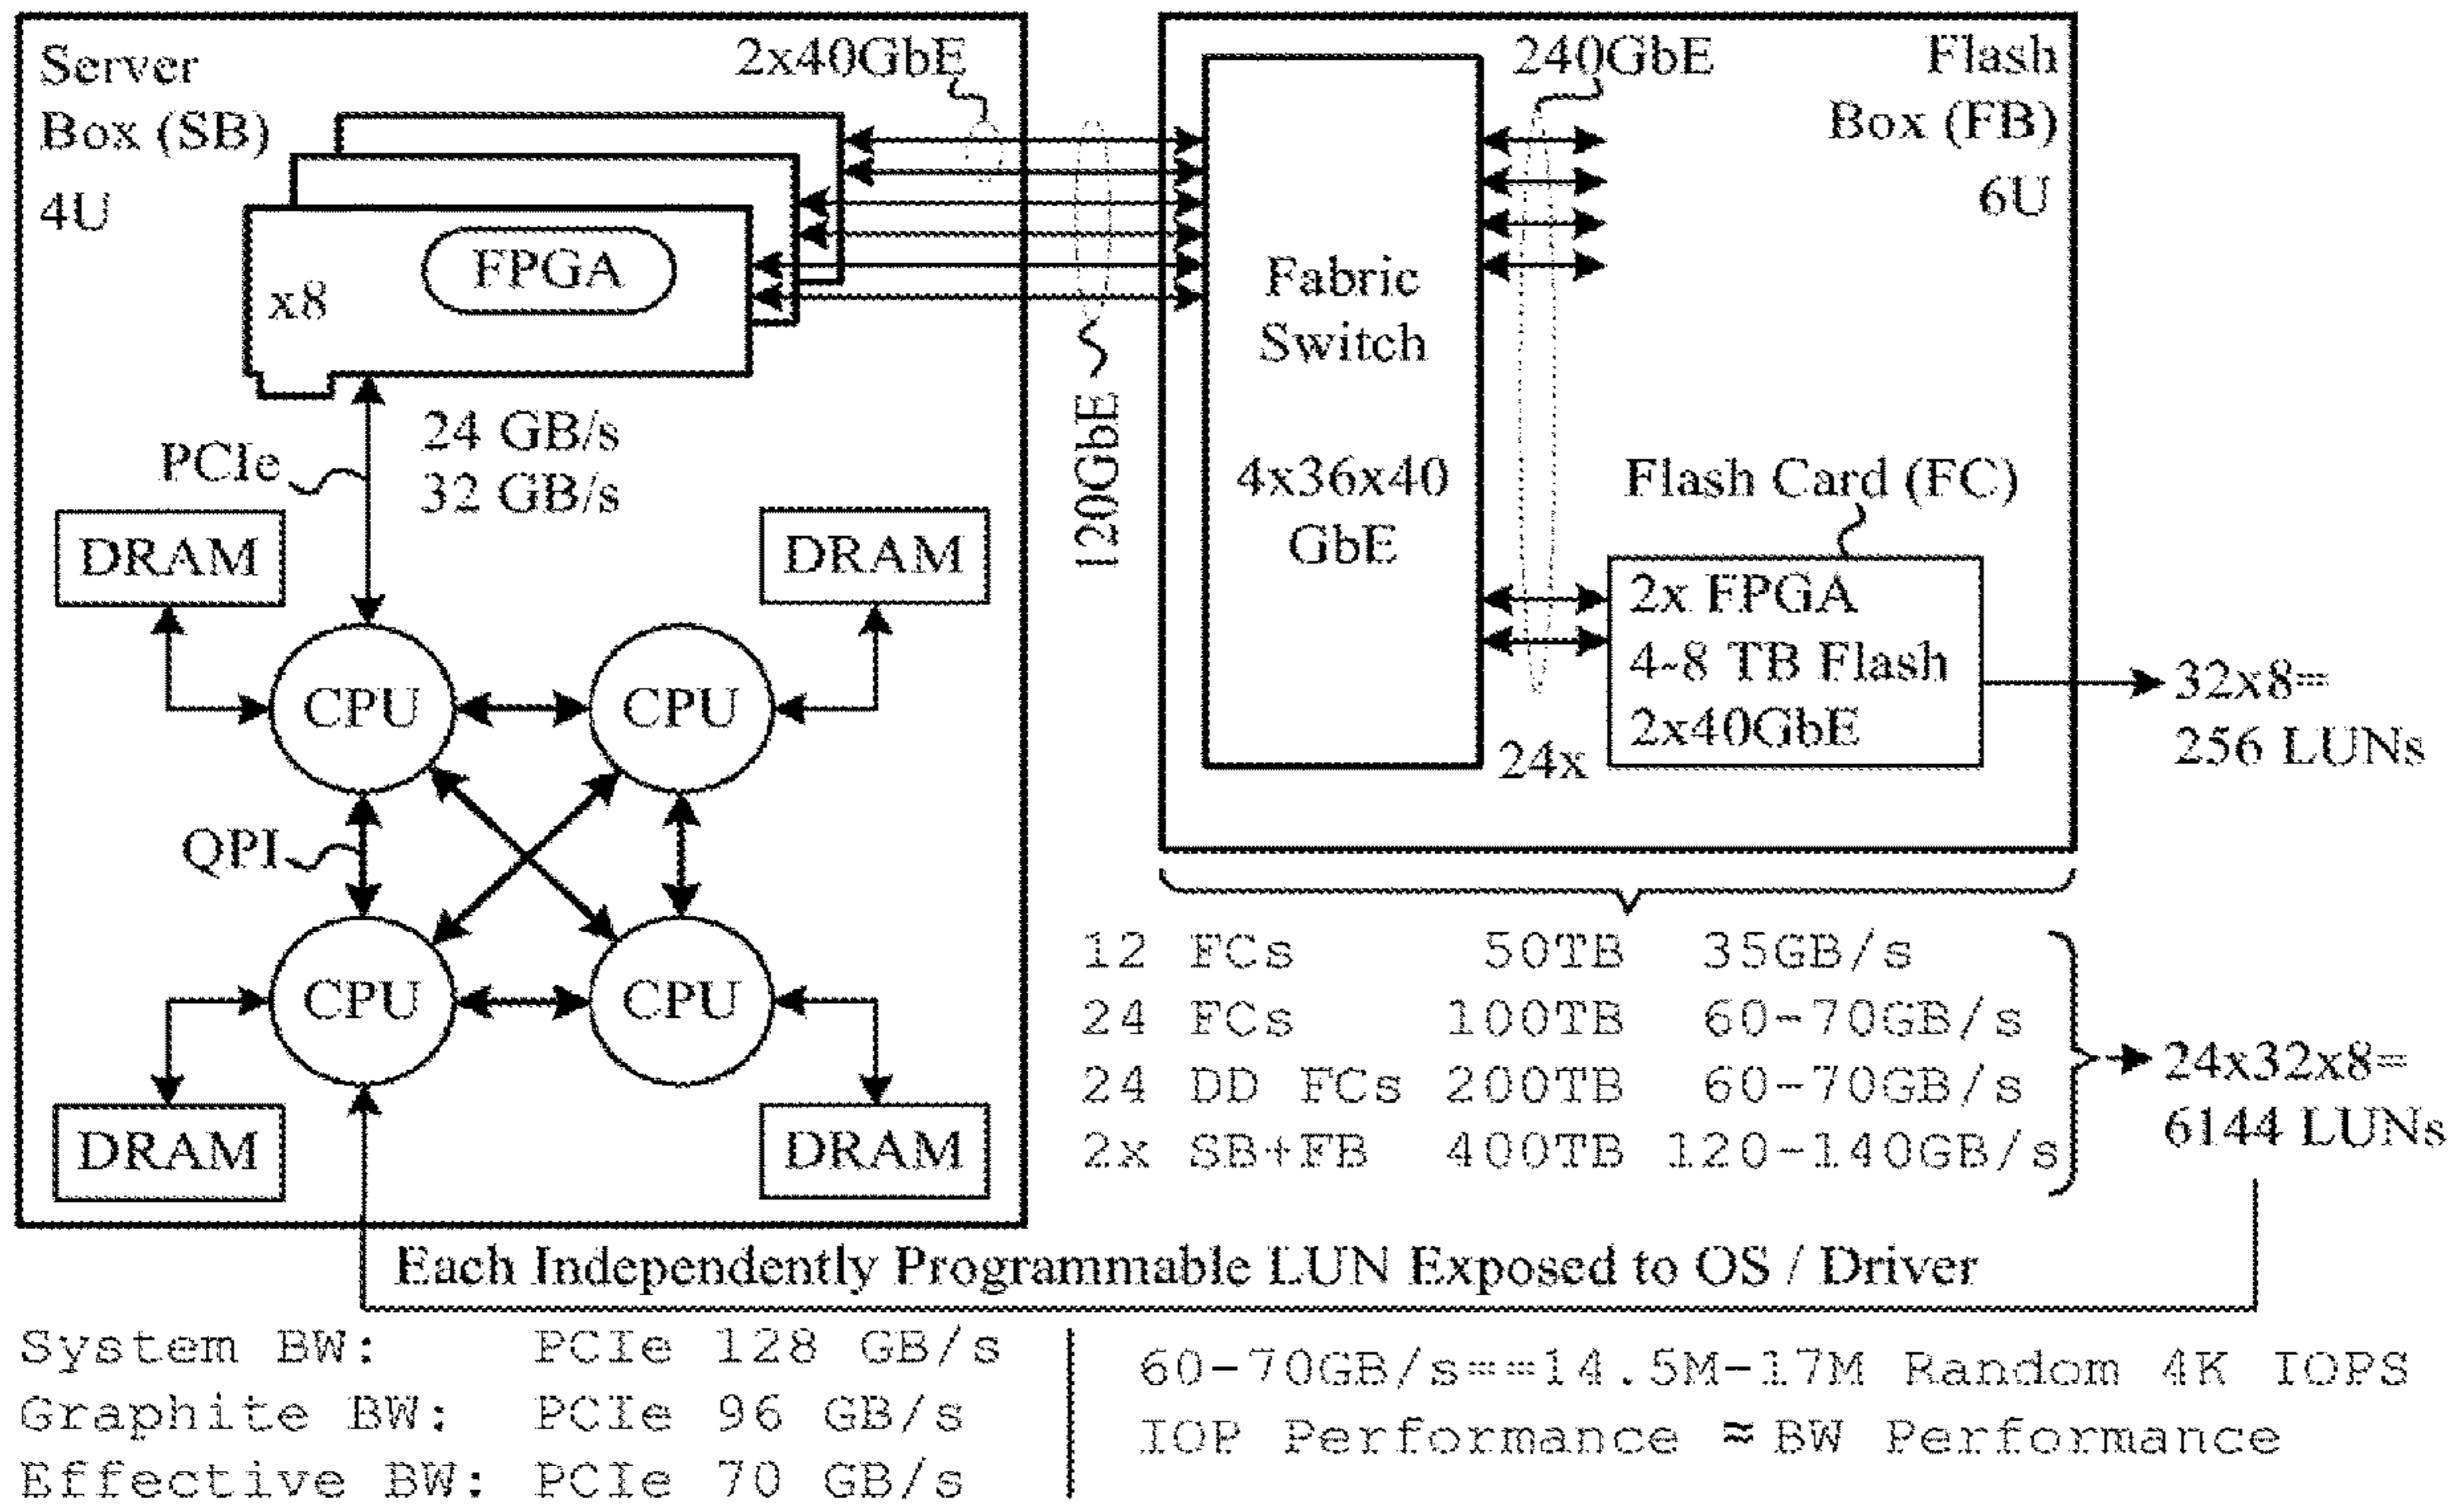 Server
Box (SB)
4U
2x40GbE
FPGA
x8
PCIe
24 GB/s
32 GB/s
DRAM
DRAM
CPU
CPU
QPI
CPU
CPU
DRAM
DRAM
120GbE
240GbE
Flash
Box (FB)
6U
Fabric
Switch
4x36x40
GbE
Flash Card (FC)
2x FPGA
4-8 TB Flash
2x40GbE
24x
32x8=
256 LUNs
12 FCs 50TB 35GB/s
24 FCs 100TB 60-70GB/s
24 DD FCs 200TB 60-70GB/s
2x SB+FB 400TB 120-140GB/s
24x32x8=
6144 LUNs
Each Independently Programmable LUN Exposed to OS / Driver
System BW: PCIe 128 GB/s
Graphite BW: PCIe 96 GB/s
Effective BW: PCIe 70 GB/s
60-70GB/s==14.5M-17M Random 4K IOPS
IOP Performance ≈ BW Performance